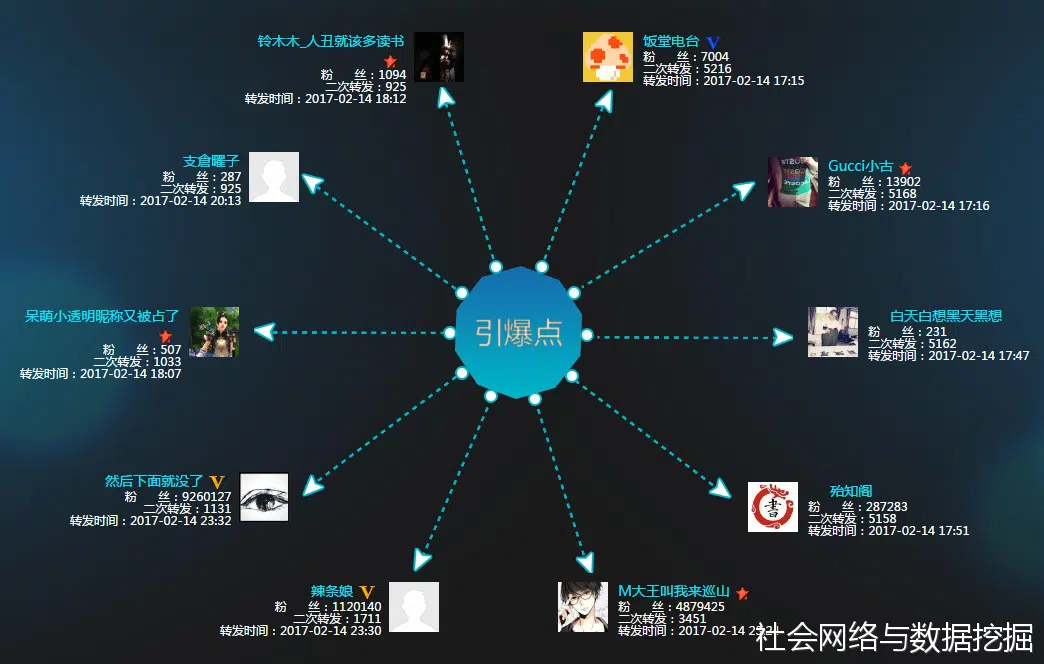 铃木木_人丑就该多读书
粉 丝：1094
二次转发：925
转发时间：2017-02-14 18:12
饭堂电台 V
粉 丝：7004
二次转发：5216
转发时间：2017-02-14 17:15
支倉曜子
粉 丝：287
二次转发：925
转发时间：2017-02-14 20:13
Gucci小古
粉 丝：13902
二次转发：5168
转发时间：2017-02-14 17:16
呆萌小透明昵称又被占了
粉 丝：507
二次转发：1033
转发时间：2017-02-14 18:07
引爆点
白天白想黑天黑想
粉 丝：231
二次转发：5162
转发时间：2017-02-14 17:47
然后下面就没了 V
粉 丝：9260127
二次转发：1131
转发时间：2017-02-14 23:32
書
殆知阁
粉 丝：287283
二次转发：5158
转发时间：2017-02-14 17:51
辣条娘 V
粉 丝：1120140
二次转发：1711
转发时间：2017-02-14 23:30
M大王叫我来巡山
粉 丝：4879425
二次转发：3451
转发时间：2017-02-14
社会网络与数据挖掘